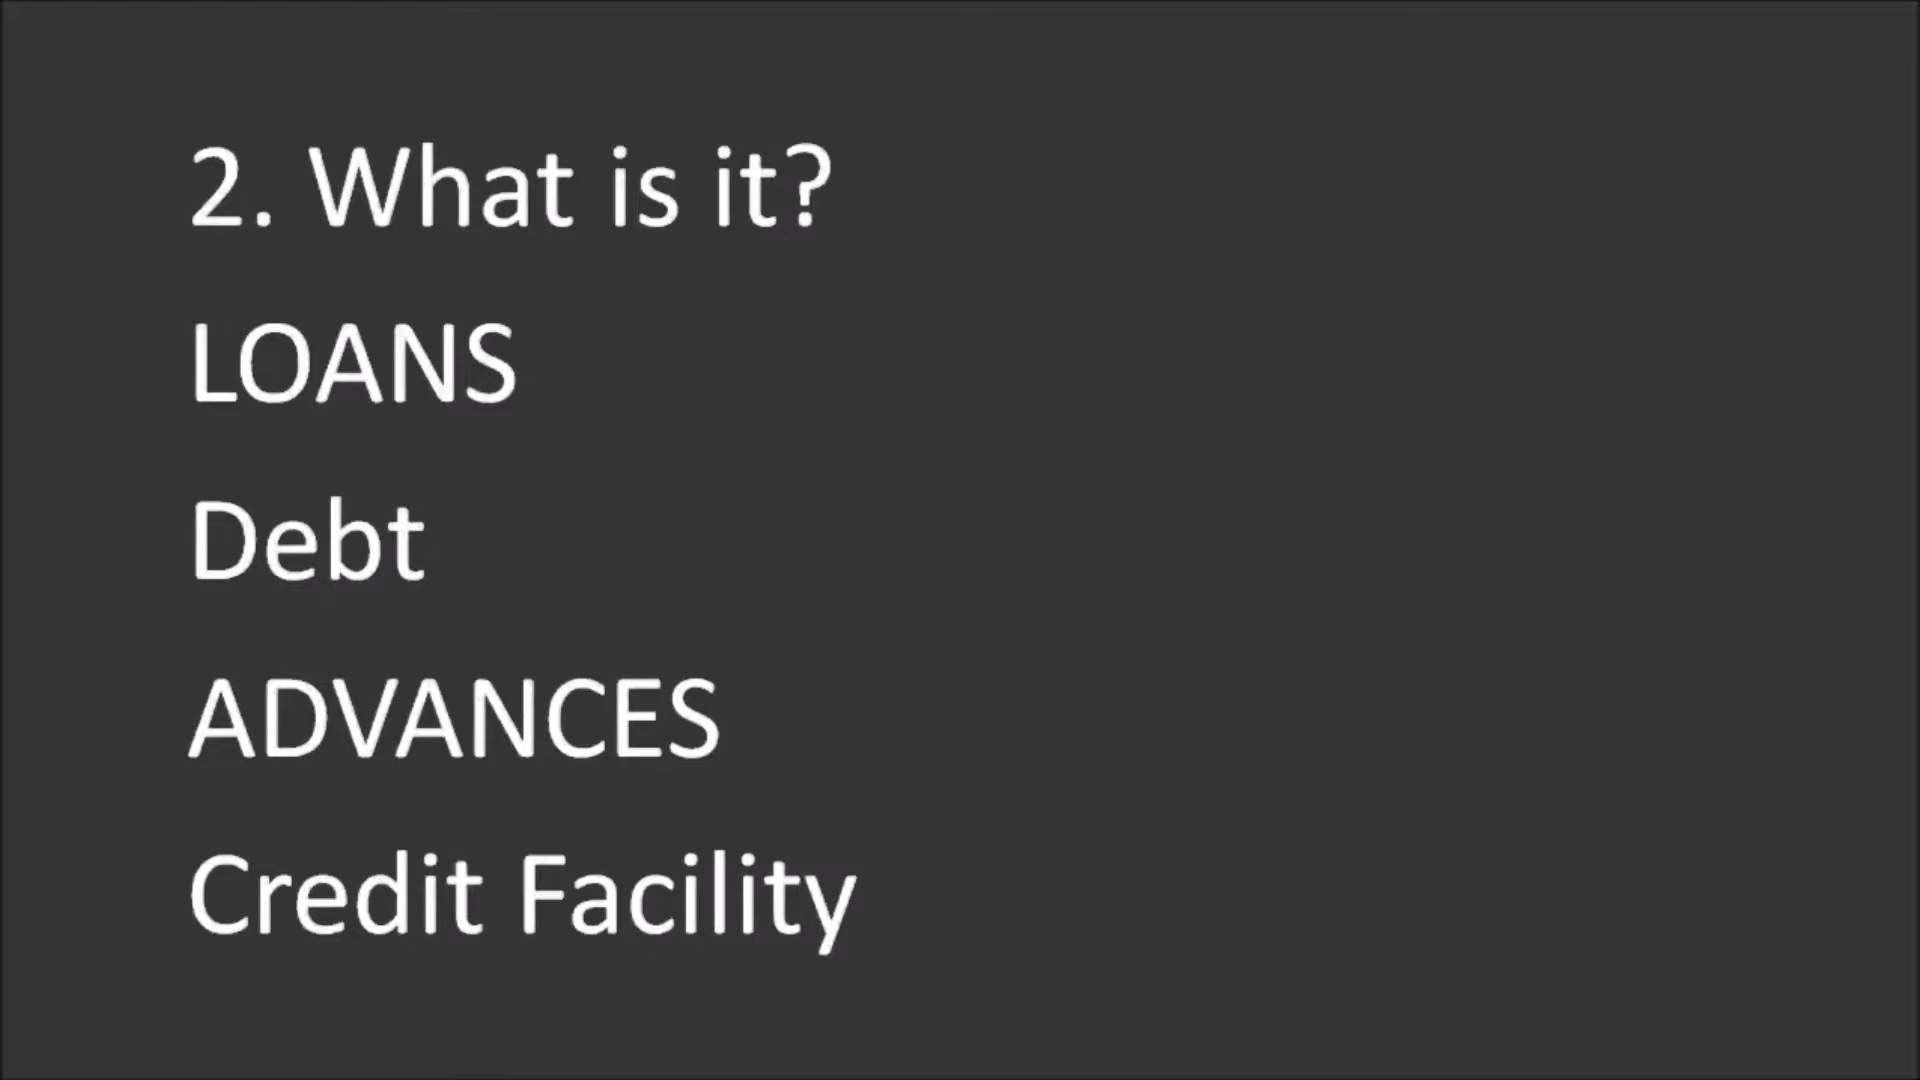 2. What is it?
LOANS
Debt
ADVANCES
Credit Facility